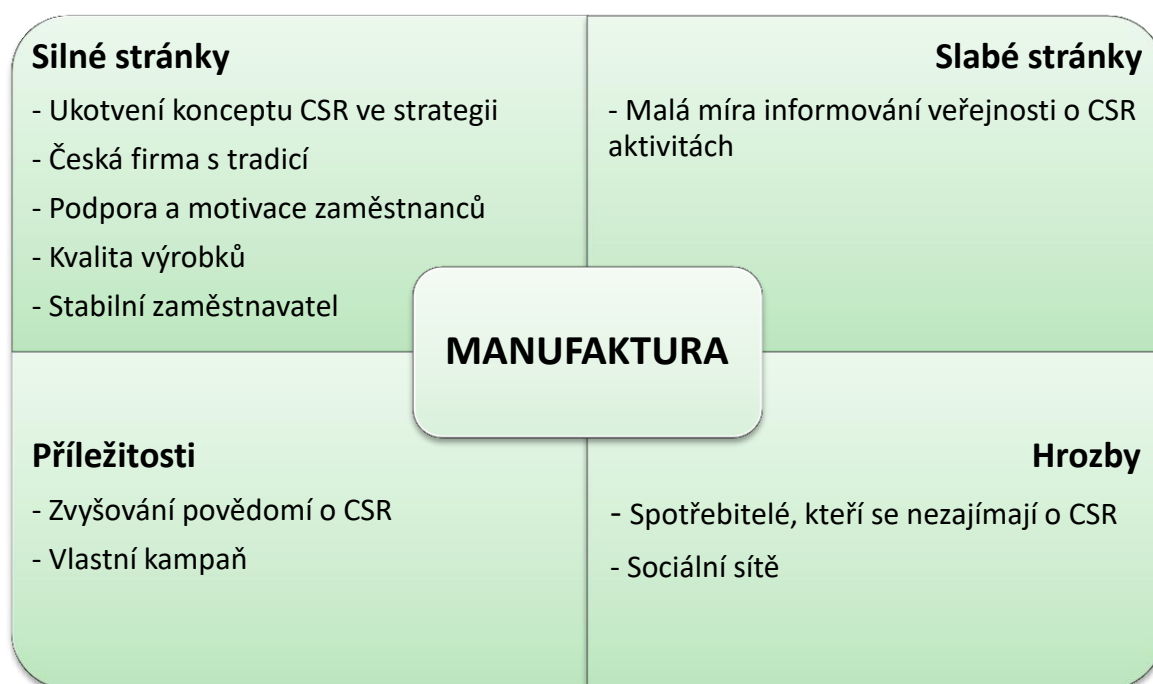 Silné stránky
- Ukotvení konceptu CSR ve strategii
- Česká firma s tradicí
- Podpora a motivace zaměstnanců
- Kvalita výrobků
- Stabilní zaměstnavatel
Slabé stránky
- Malá míra informování veřejnosti o CSR
aktivitách
MANUFAKTURA
Příležitosti
- Zvyšování povědomí o CSR
- Vlastní kampaň
Hrozby
- Spotřebitelé, kteří se nezajímají o CSR
- Sociální sítě